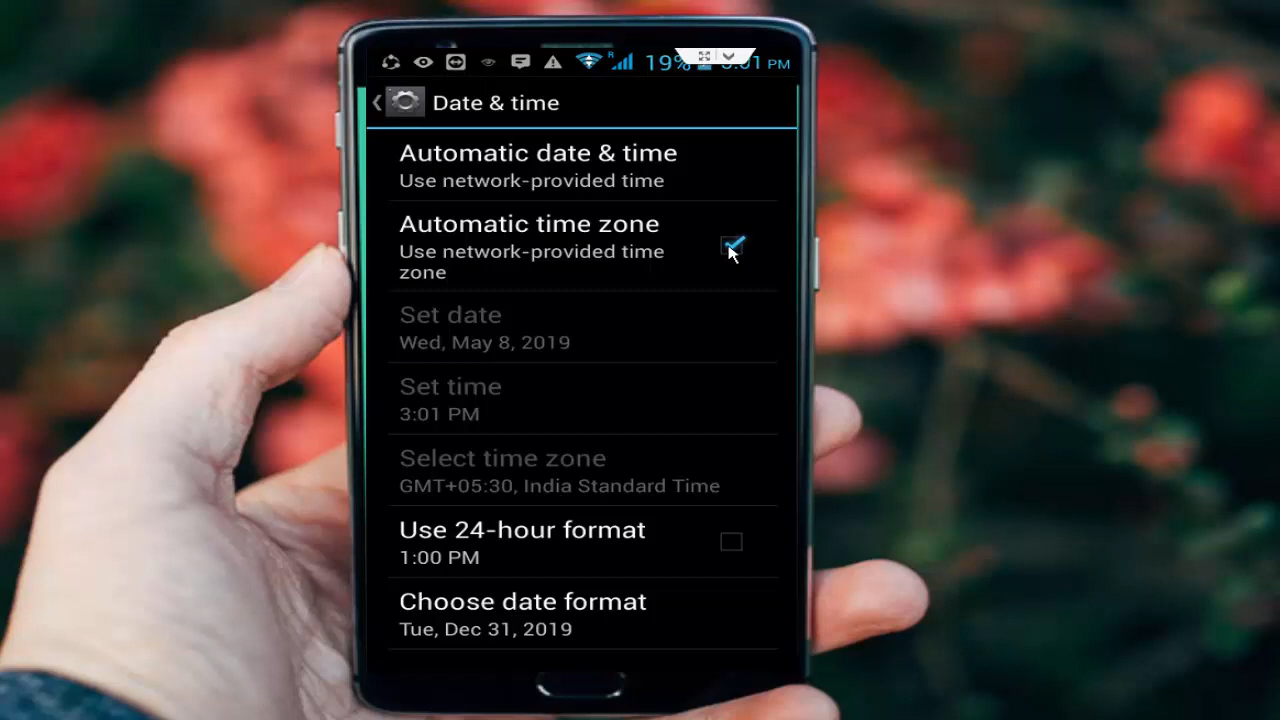 R
19%
:01 PM
Date & time
Automatic date & time
Use network-provided time
Automatic time zone
Use network-provided time
zone
Set date
Wed, May 8, 2019
Set time
3:01 PM
Select time zone
GMT+05:30, India Standard Time
Use 24-hour format
1:00 PM
Choose date format
Tue, Dec 31, 2019